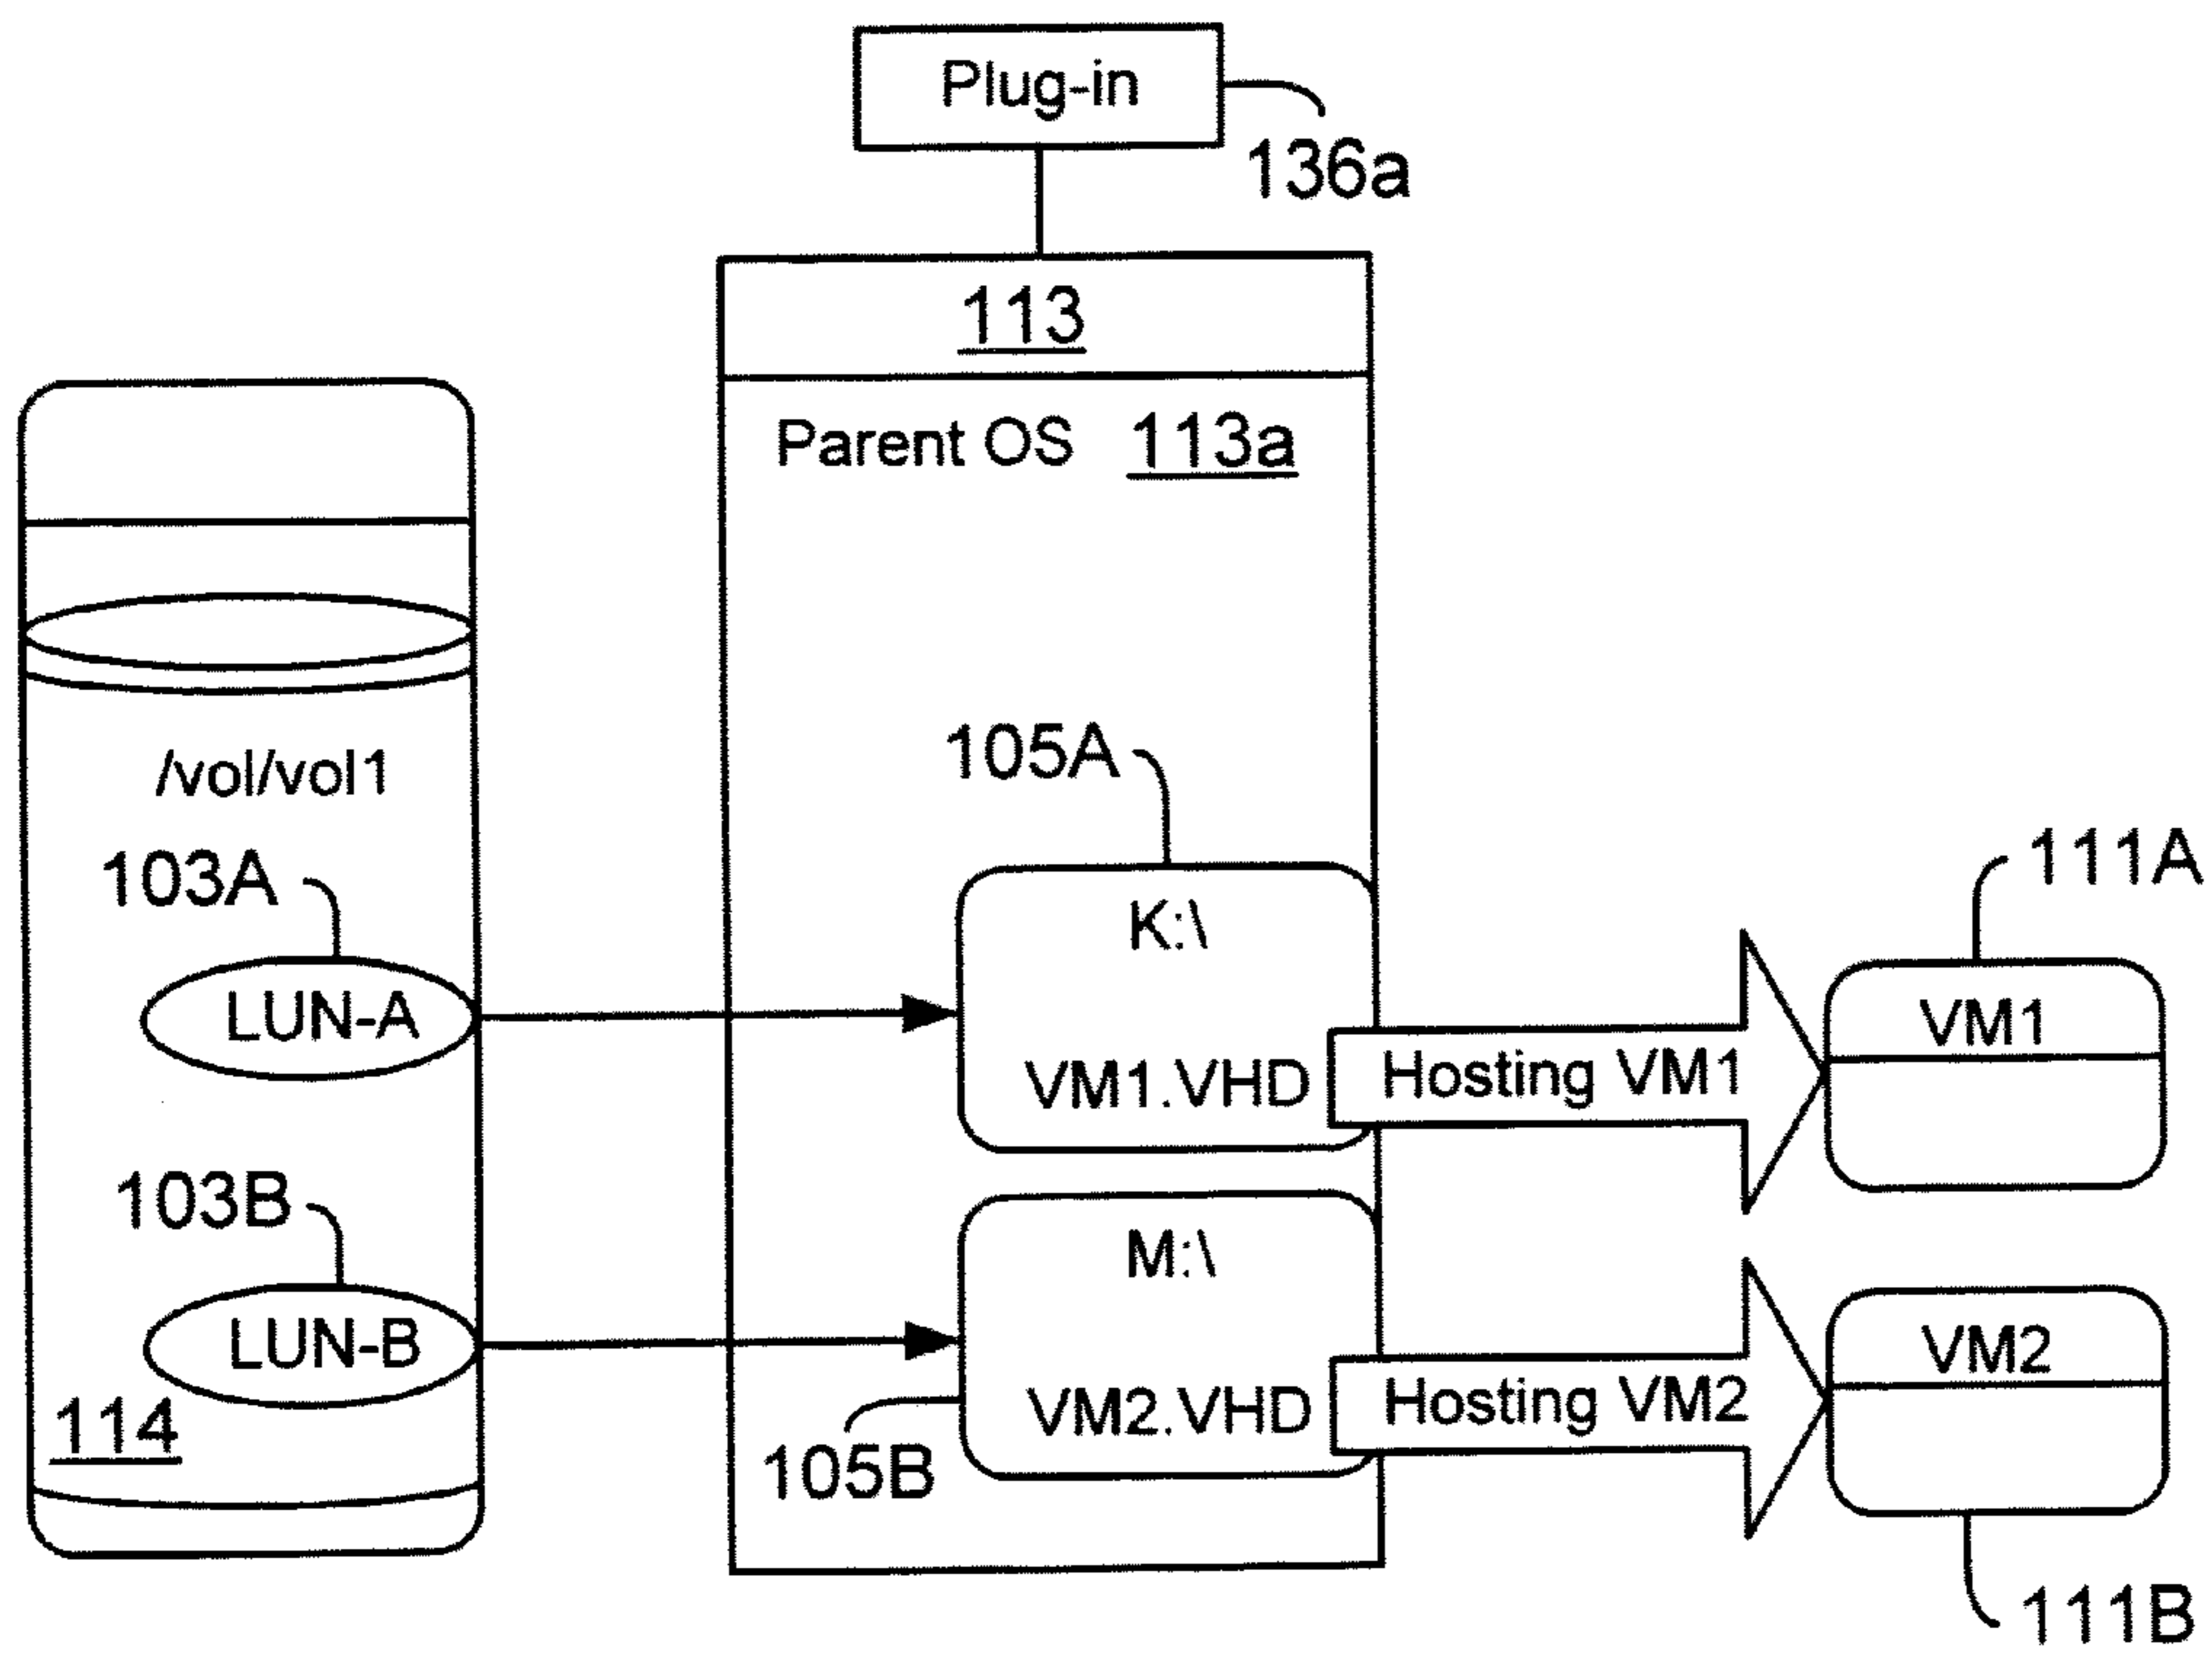 Plug-in
136a
113
Parent OS 113a
/vol/vol1
103A
LUN-A
103B
LUN-B
114
105A
K:\
VM1.VHD
Hosting VM1
111A
VM1
M:\
VM2.VHD
105B
Hosting VM2
VM2
111B